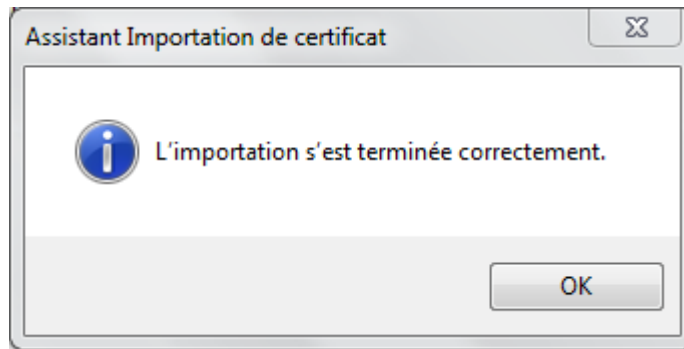 Assistant Importation de certificat
L'importation s'est terminée correctement.
OK